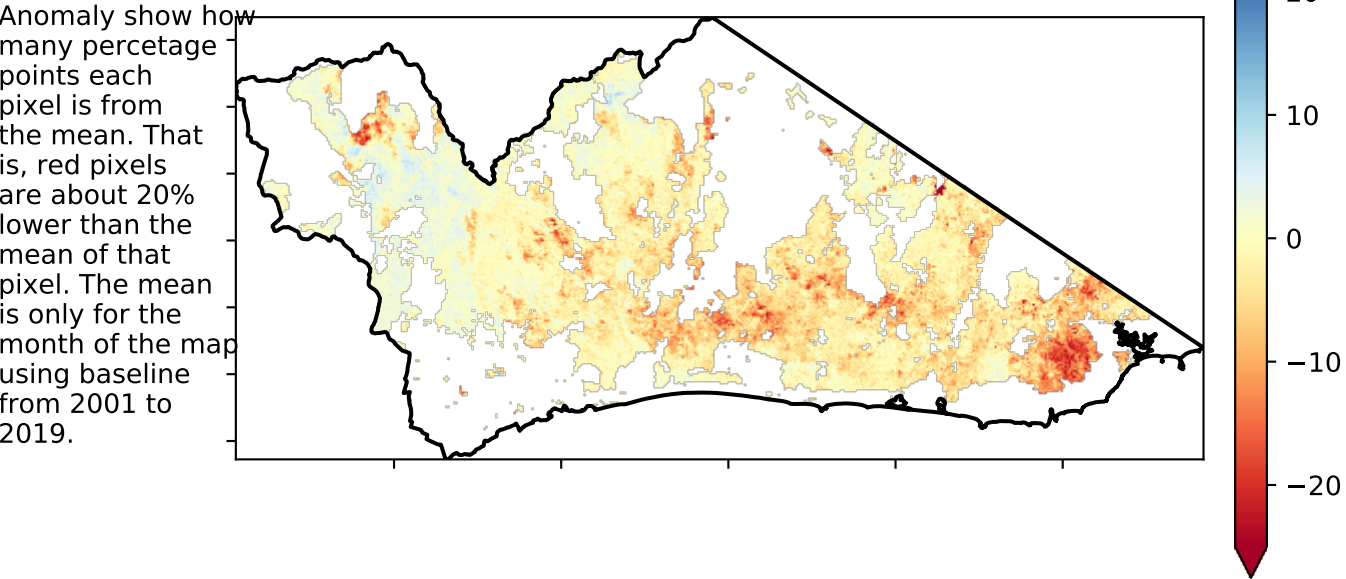 Anomaly show how
many percetage
points each
pixel is from
the mean. That
is, red pixels
are about 20%
lower than the
mean of that
pixel. The mean
is only for the
month of the map
using baseline
from 2001 to
2019.
10
0
−10
−20